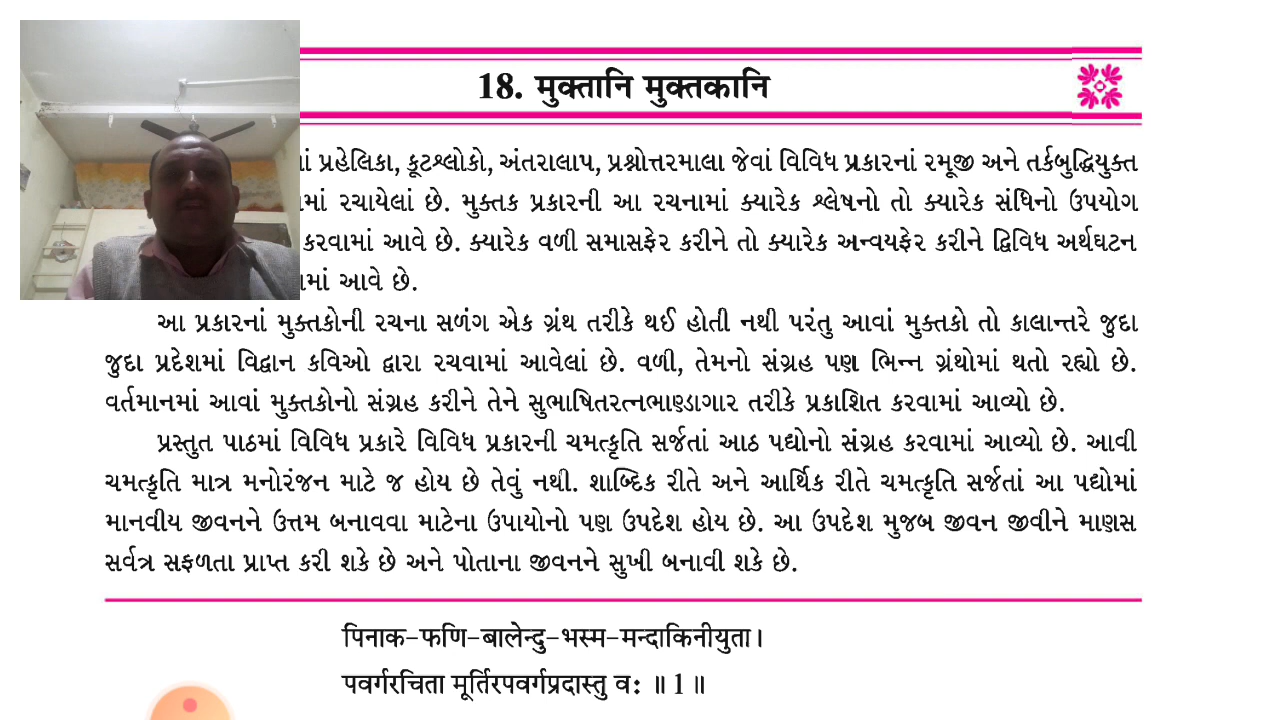 18. मुक्तानि मुक्तकानि
પ્રહેલિકા, કૂટશ્લોકો, અંતરાલાપ, પ્રશ્નોત્તરમાલા જેવાં વિવિધ પ્રકારનાં રમૂજી અને તર્કબુદ્ધિયુક્ત
રચાયેલાં છે. મુક્તક પ્રકારની આ રચનામાં ક્યારેક શ્લેષનો તો ક્યારેક સંધિનો ઉપયોગ
કરવામાં આવે છે. ક્યારેક વળી સમાસફેર કરીને તો ક્યારેક અન્વયફેર કરીને દ્વિવિધ અર્થઘટન
આવે છે.
આ પ્રકારનાં મુક્તકોની રચના સળંગ એક ગ્રંથ તરીકે થઈ હોતી નથી પરંતુ આવાં મુક્તકો તો કાલાન્તરે જુદા
જુદા પ્રદેશમાં વિદ્વાન કવિઓ દ્વારા રચવામાં આવેલાં છે. વળી, તેમનો સંગ્રહ પણ ભિન્ન ગ્રંથોમાં થતો રહ્યો છે.
વર્તમાનમાં આવાં મુક્તકોનો સંગ્રહ કરીને તેને સુભાષિતરત્નભાણ્ડાગાર તરીકે પ્રકાશિત કરવામાં આવ્યો છે.
પ્રસ્તુત પાઠમાં વિવિધ પ્રકારે વિવિધ પ્રકારની ચમત્કૃતિ સર્જતાં આઠ પદ્યોનો સંગ્રહ કરવામાં આવ્યો છે. આવી
ચમત્કૃતિ માત્ર મનોરંજન માટે જ હોય છે તેવું નથી. શાબ્દિક રીતે અને આર્થિક રીતે ચમત્કૃતિ સર્જતાં આ પદ્યોમાં
માનવીય જીવનને ઉત્તમ બનાવવા માટેના ઉપાયોનો પણ ઉપદેશ હોય છે. આ ઉપદેશ મુજબ જીવન જીવીને માણસ
સર્વત્ર સફળતા પ્રાપ્ત કરી શકે છે અને પોતાના જીવનને સુખી બનાવી શકે છે.
पिनाक-फणि-बालेन्दु-भस्म-मन्दाकिनीयुता।
पवर्गरचिता मूर्तिरपवर्गप्रदास्तु वः ॥ 1 ॥